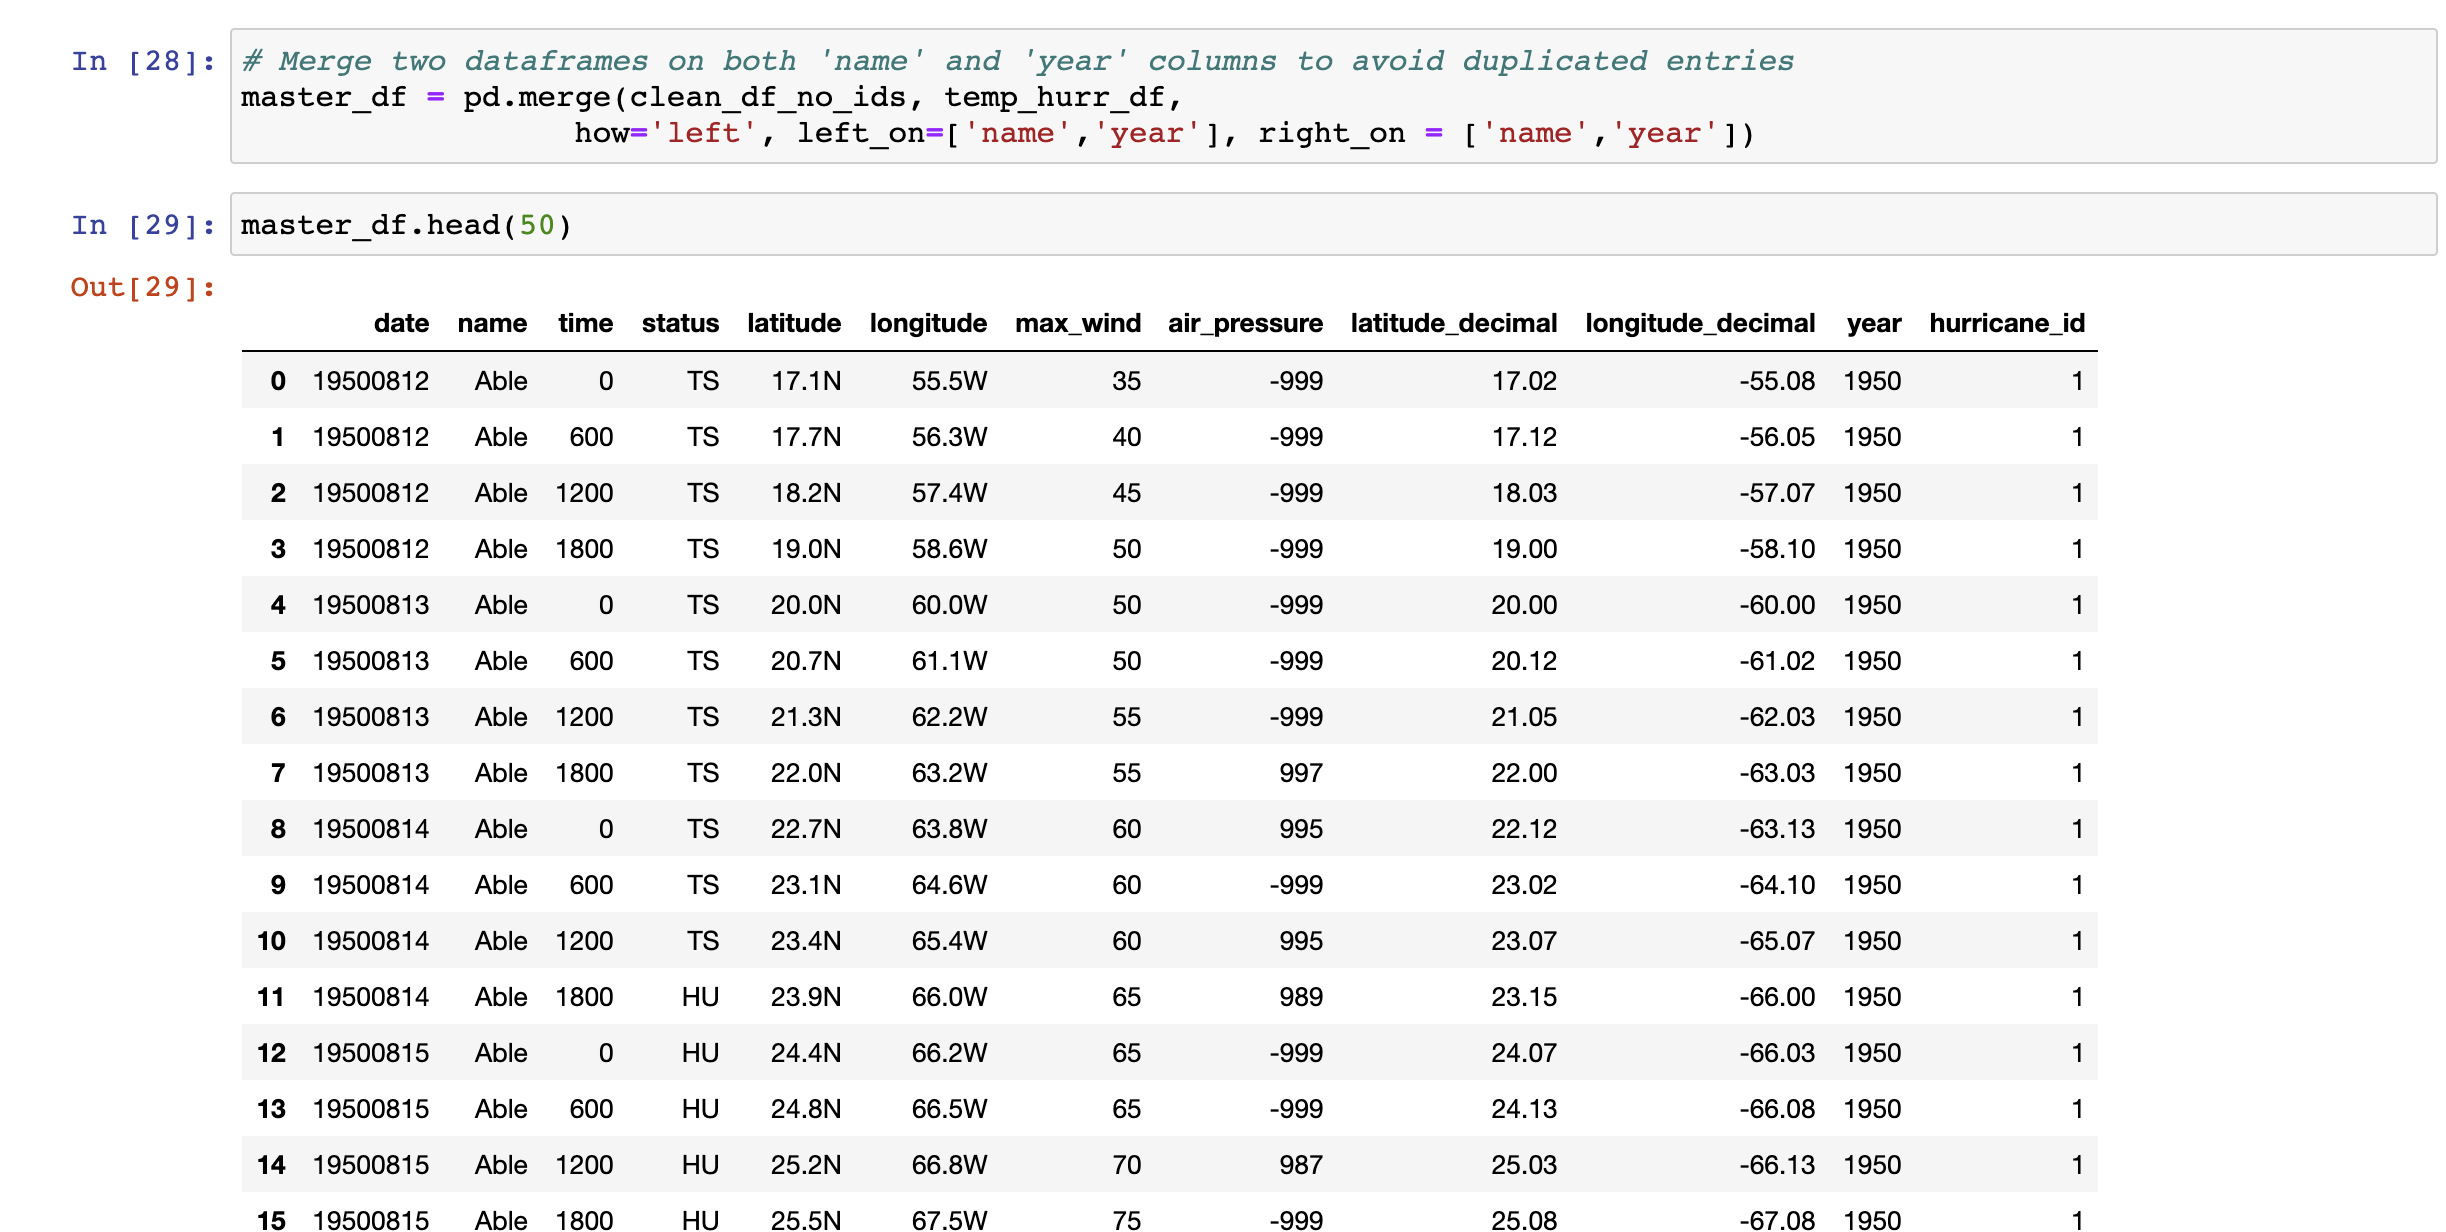 In [28]: # Merge two dataframes on both 'name' and 'year' columns to avoid duplicated entries
master_df = pd.merge(clean_df_no_ids, temp_hurr_df,
how='left', left_on=['name','year'], right_on = ['name','year'])
In [29]: master_df.head(50)
Out[29]:
date name time status latitude longitude max_wind air_pressure latitude_decimal longitude_decimal year hurricane_id
0 19500812 Able 0 TS 17.1N 55.5W 35 -999 17.02 -55.08 1950 1
1 19500812 Able 600 TS 17.7N 56.3W 40 -999 17.12 -56.05 1950 1
2 19500812 Able 1200 TS 18.2N 57.4W 45 -999 18.03 -57.07 1950 1
3 19500812 Able 1800 TS 19.0N 58.6W 50 -999 19.00 -58.10 1950 1
4 19500813 Able 0 TS 20.0N 60.0W 50 -999 20.00 -60.00 1950 1
5 19500813 Able 600 TS 20.7N 61.1W 50 -999 20.12 -61.02 1950 1
6 19500813 Able 1200 TS 21.3N 62.2W 55 -999 21.05 -62.03 1950 1
7 19500813 Able 1800 TS 22.0N 63.2W 55 997 22.00 -63.03 1950 1
8 19500814 Able 0 TS 22.7N 63.8W 60 995 22.12 -63.13 1950 1
9 19500814 Able 600 TS 23.1N 64.6W 60 -999 23.02 -64.10 1950 1
10 19500814 Able 1200 TS 23.4N 65.4W 60 995 23.07 -65.07 1950 1
11 19500814 Able 1800 HU 23.9N 66.0W 65 989 23.15 -66.00 1950 1
12 19500815 Able 0 HU 24.4N 66.2W 65 -999 24.07 -66.03 1950 1
13 19500815 Able 600 HU 24.8N 66.5W 65 -999 24.13 -66.08 1950 1
14 19500815 Able 1200 HU 25.2N 66.8W 70 987 25.03 -66.13 1950 1
15 19500815 Able 1800 HU 25.5N 67.5W 75 -999 25.08 -67.08 1950 1